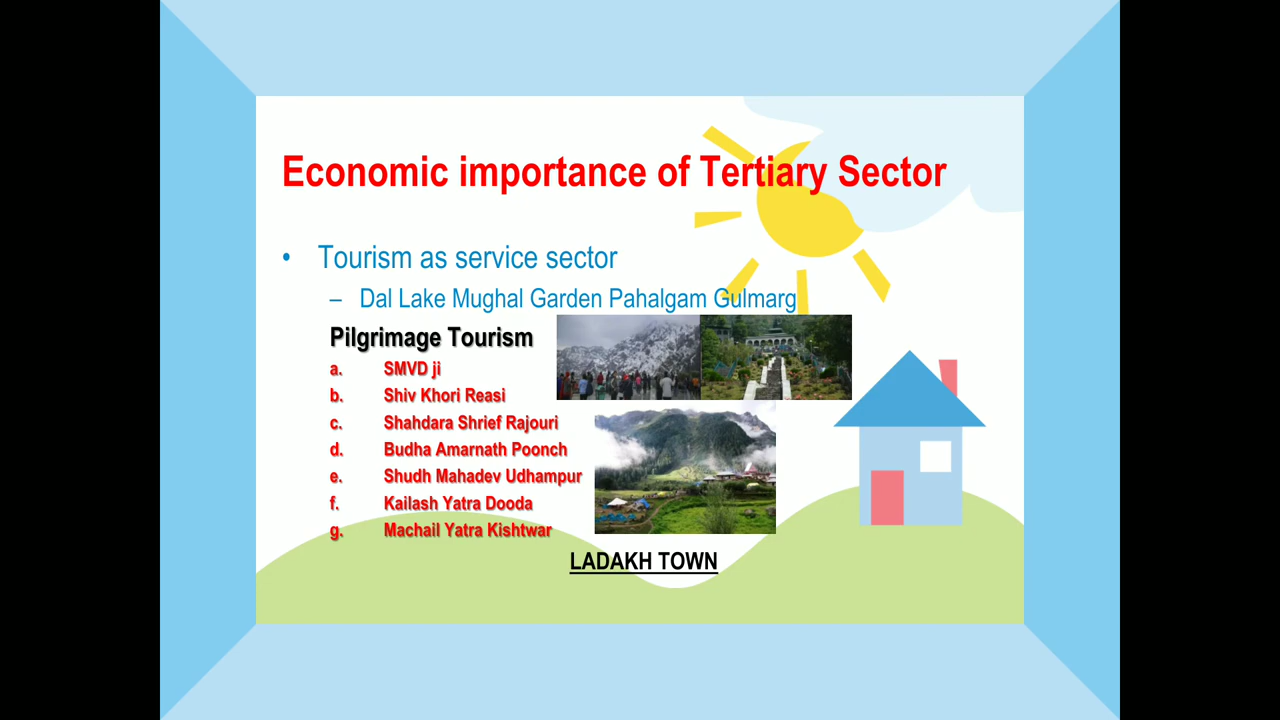 Economic importance of Tertiary Sector
• Tourism as service sector
– Dal Lake Mughal Garden Pahalgam Gulmarg
Pilgrimage Tourism
a. SMVD ji
b. Shiv Khori Reasi
c. Shahdara Shrief Rajouri
d. Budha Amarnath Poonch
e. Shudh Mahadev Udhampur
f. Kailash Yatra Dooda
g. Machail Yatra Kishtwar
LADAKH TOWN